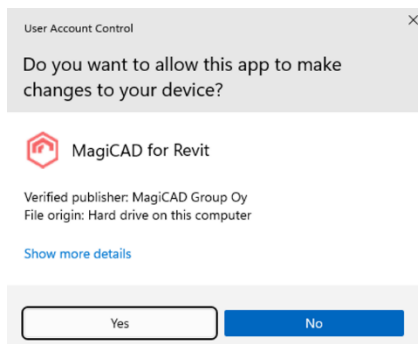 User Account Control
Do you want to allow this app to make
changes to your device?
MagiCAD for Revit
Verified publisher: MagiCAD Group Oy
File origin: Hard drive on this computer
Show more details
Yes
No